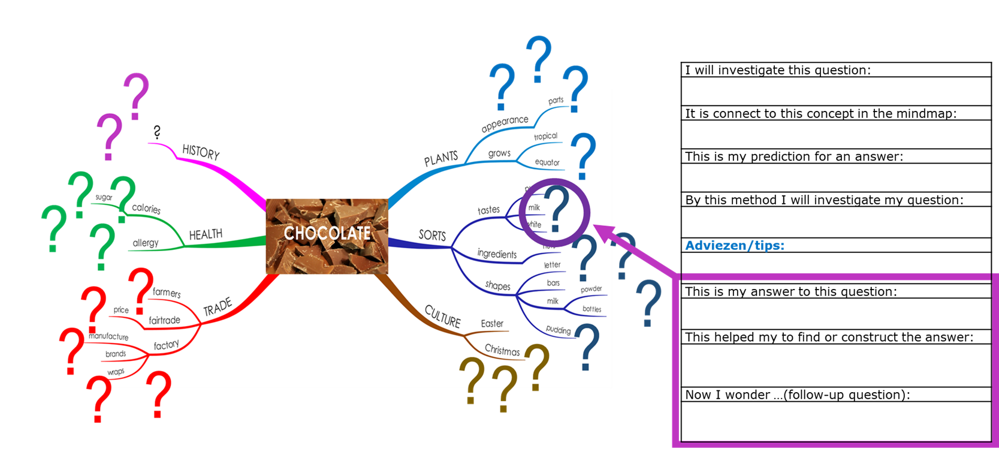 ?
?
?
HISTORY
?
?
?
?
sugar
calories
HEALTH
allergy
?
?
farmers
price
fairtrade
TRADE
?
manufacture
brands
factory
wraps
?
?
CHOCOLATE
?
?
?
parts
appearance
tropical
PLANTS
grows
equator
?
tastes
milk
white
?
SORTS
ingredients
?
?
letter
shapes
bars
milk
powder
bottles
?
pudding
?
CULTURE
Easter
Christmas
?
?
?
I will investigate this question:
It is connect to this concept in the mindmap:
This is my prediction for an answer:
By this method I will investigate my question:
Adviezen/tips:
This is my answer to this question:
This helped my to find or construct the answer:
Now I wonder ...(follow-up question):